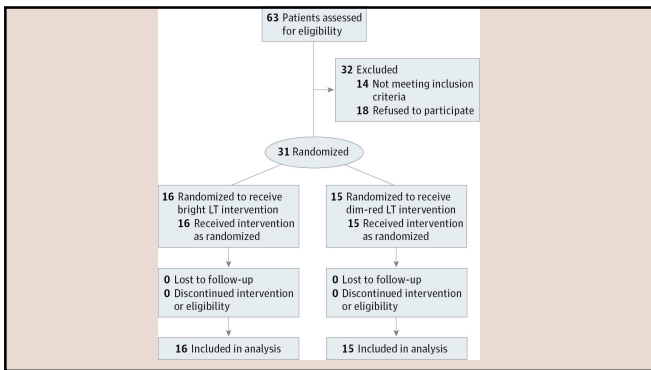 63 Patients assessed
for eligibility
32 Excluded
14 Not meeting inclusion
criteria
18 Refused to participate
31 Randomized
16 Randomized to receive
bright LT intervention
16 Received intervention
as randomized
15 Randomized to receive
dim-red LT intervention
15 Received intervention
as randomized
0 Lost to follow-up
0 Discontinued intervention
or eligibility
0 Lost to follow-up
0 Discontinued intervention
or eligibility
16 Included in analysis
15 Included in analysis